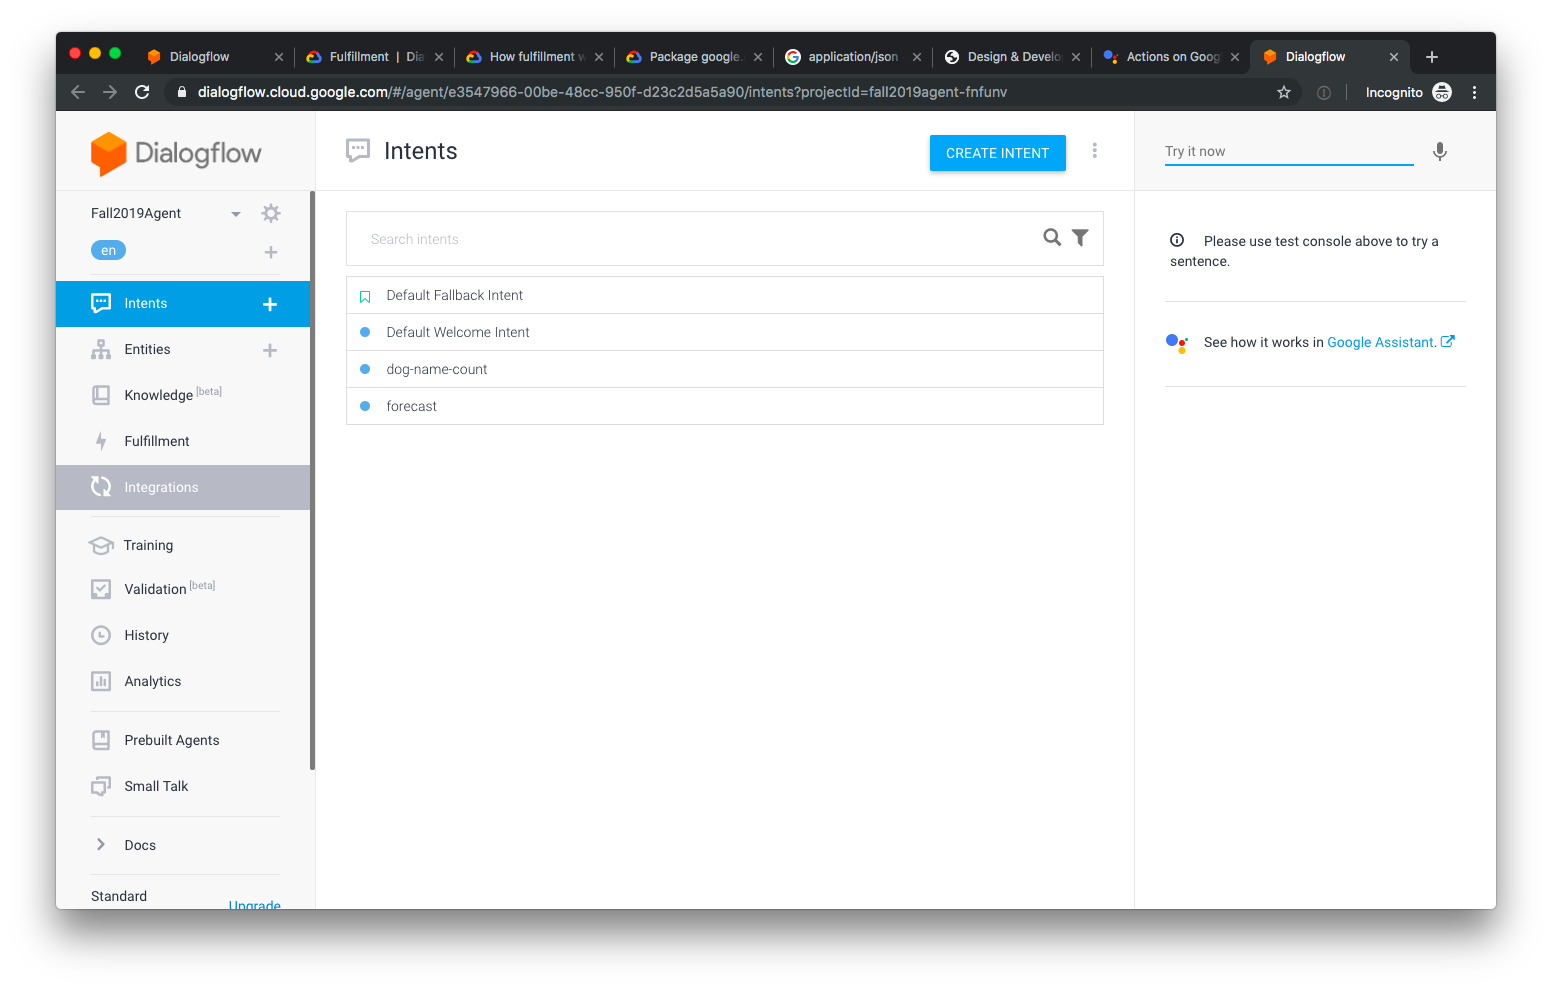 Dialogflow
Fulfillment | Dia
How fulfillment w
Package google.
application/json
Design & Develo
Actions on Goog
Dialogflow
dialogflow.cloud.google.com/#/agent/e3547966-00be-48cc-950f-d23c2d5a5a90/intents?projectId=fall2019agent-fnfunv
Incognito
Dialogflow
Intents
CREATE INTENT
Try it now
Fall2019Agent
en
Search intents
Please use test console above to try a
sentence.
Intents
Default Fallback Intent
Default Welcome Intent
See how it works in Google Assistant.
Entities
dog-name-count
Knowledge [beta]
forecast
Fulfillment
Integrations
Training
Validation [beta]
History
Analytics
Prebuilt Agents
Small Talk
Docs
Standard
Upgrade